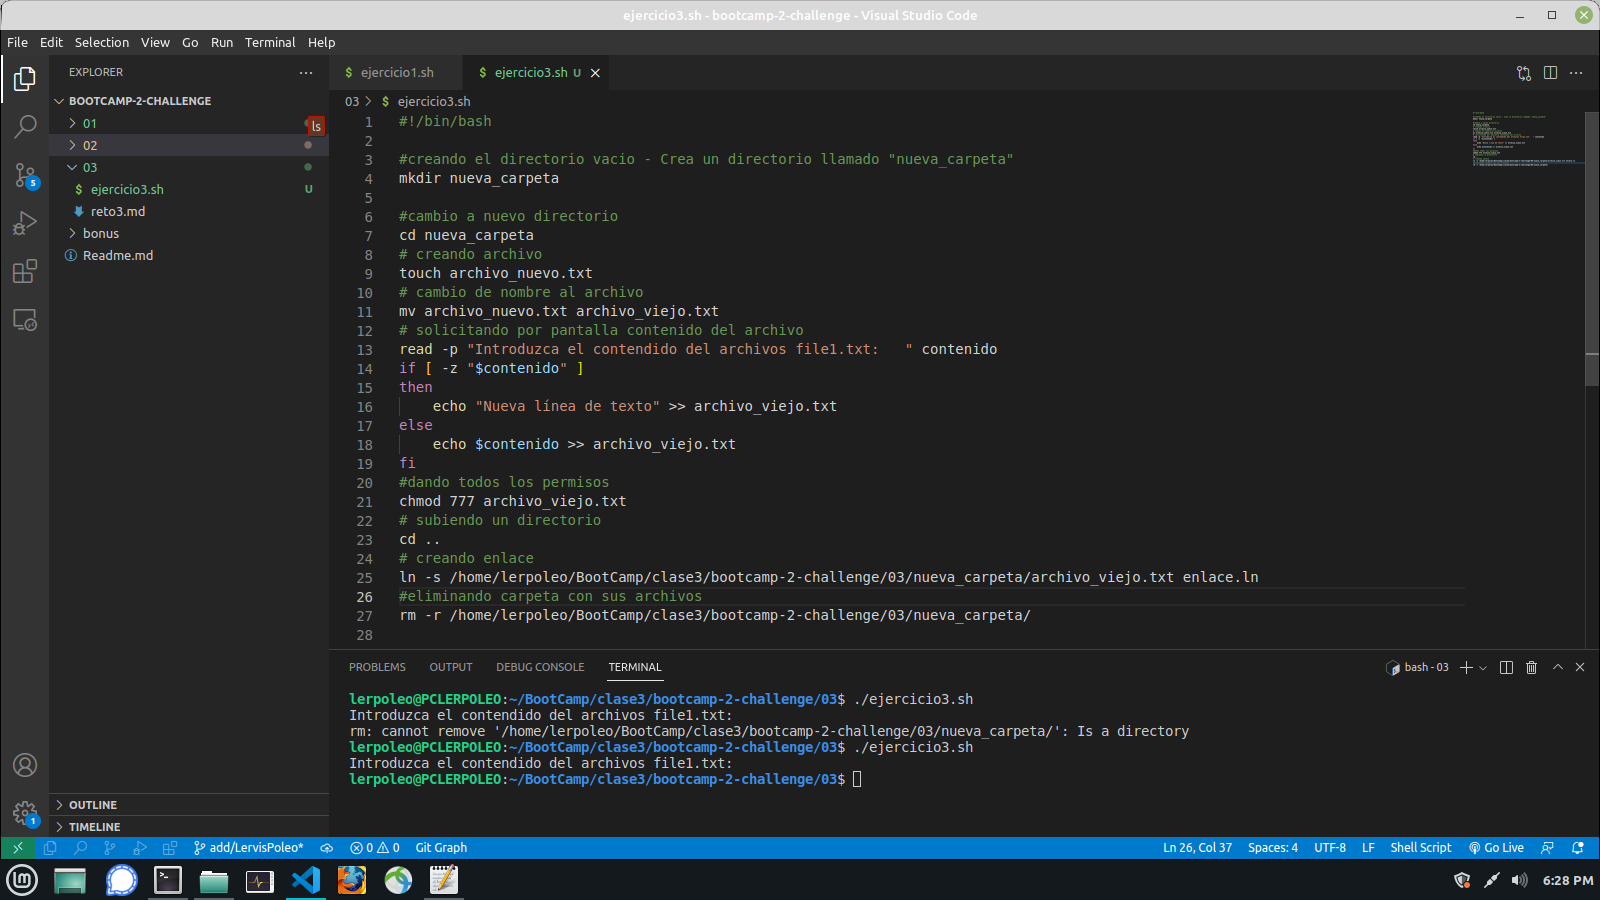 ejercicio3.sh - bootcamp-2-challenge - Visual Studio Code
File Edit Selection View Go Run Terminal Help
EXPLORER
BOOTCAMP-2-CHALLENGE
01
ls
02
03
ejercicio3.sh U
reto3.md
bonus
Readme.md
5
OUTLINE
TIMELINE
1
$ ejercicio1.sh
$ ejercicio3.sh U
03 > $ ejercicio3.sh
1 #!/bin/bash
2
3 #creando el directorio vacio - Crea un directorio llamado "nueva_carpeta"
4 mkdir nueva_carpeta
5
6 #cambio a nuevo directorio
7 cd nueva_carpeta
8 # creando archivo
9 touch archivo_nuevo.txt
10 # cambio de nombre al archivo
11 mv archivo_nuevo.txt archivo_viejo.txt
12 # solicitando por pantalla contenido del archivo
13 read -p "Introduzca el contendido del archivos file1.txt:   " contenido
14 if [ -z "$contenido" ]
15 then
16     echo "Nueva línea de texto" >> archivo_viejo.txt
17 else
18     echo $contenido >> archivo_viejo.txt
19 fi
20 #dando todos los permisos
21 chmod 777 archivo_viejo.txt
22 # subiendo un directorio
23 cd ..
24 # creando enlace
25 ln -s /home/lerpoleo/BootCamp/clase3/bootcamp-2-challenge/03/nueva_carpeta/archivo_viejo.txt enlace.ln
26 #eliminando carpeta con sus archivos
27 rm -r /home/lerpoleo/BootCamp/clase3/bootcamp-2-challenge/03/nueva_carpeta/
28
PROBLEMS OUTPUT DEBUG CONSOLE TERMINAL
bash - 03
lerpoleo@PCLERPOLEO:~/BootCamp/clase3/bootcamp-2-challenge/03$ ./ejercicio3.sh
Introduzca el contendido del archivos file1.txt:
rm: cannot remove '/home/lerpoleo/BootCamp/clase3/bootcamp-2-challenge/03/nueva_carpeta/': Is a directory
lerpoleo@PCLERPOLEO:~/BootCamp/clase3/bootcamp-2-challenge/03$ ./ejercicio3.sh
Introduzca el contendido del archivos file1.txt:
lerpoleo@PCLERPOLEO:~/BootCamp/clase3/bootcamp-2-challenge/03$
add/LervisPoleo* 0 0 Git Graph
Ln 26, Col 37 Spaces: 4 UTF-8 LF Shell Script Go Live
6:28 PM